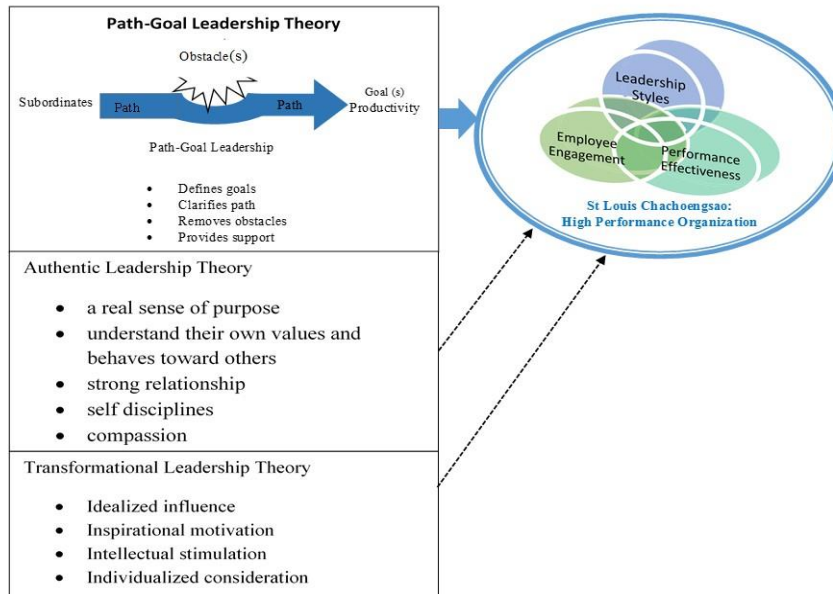 Path-Goal Leadership Theory
Obstacle(s)
Subordinates
Path
Path
Goal (s)
Productivity
Path-Goal Leadership
• Defines goals
• Clarifies path
• Removes obstacles
• Provides support
Authentic Leadership Theory
• a real sense of purpose
• understand their own values and
behaves toward others
• strong relationship
• self disciplines
• compassion
Transformational Leadership Theory
• Idealized influence
• Inspirational motivation
• Intellectual stimulation
• Individualized consideration
Leadership
Styles
Employee
Engagement
Performance
Effectiveness
St Louis Chachoengsao:
High Performance Organization